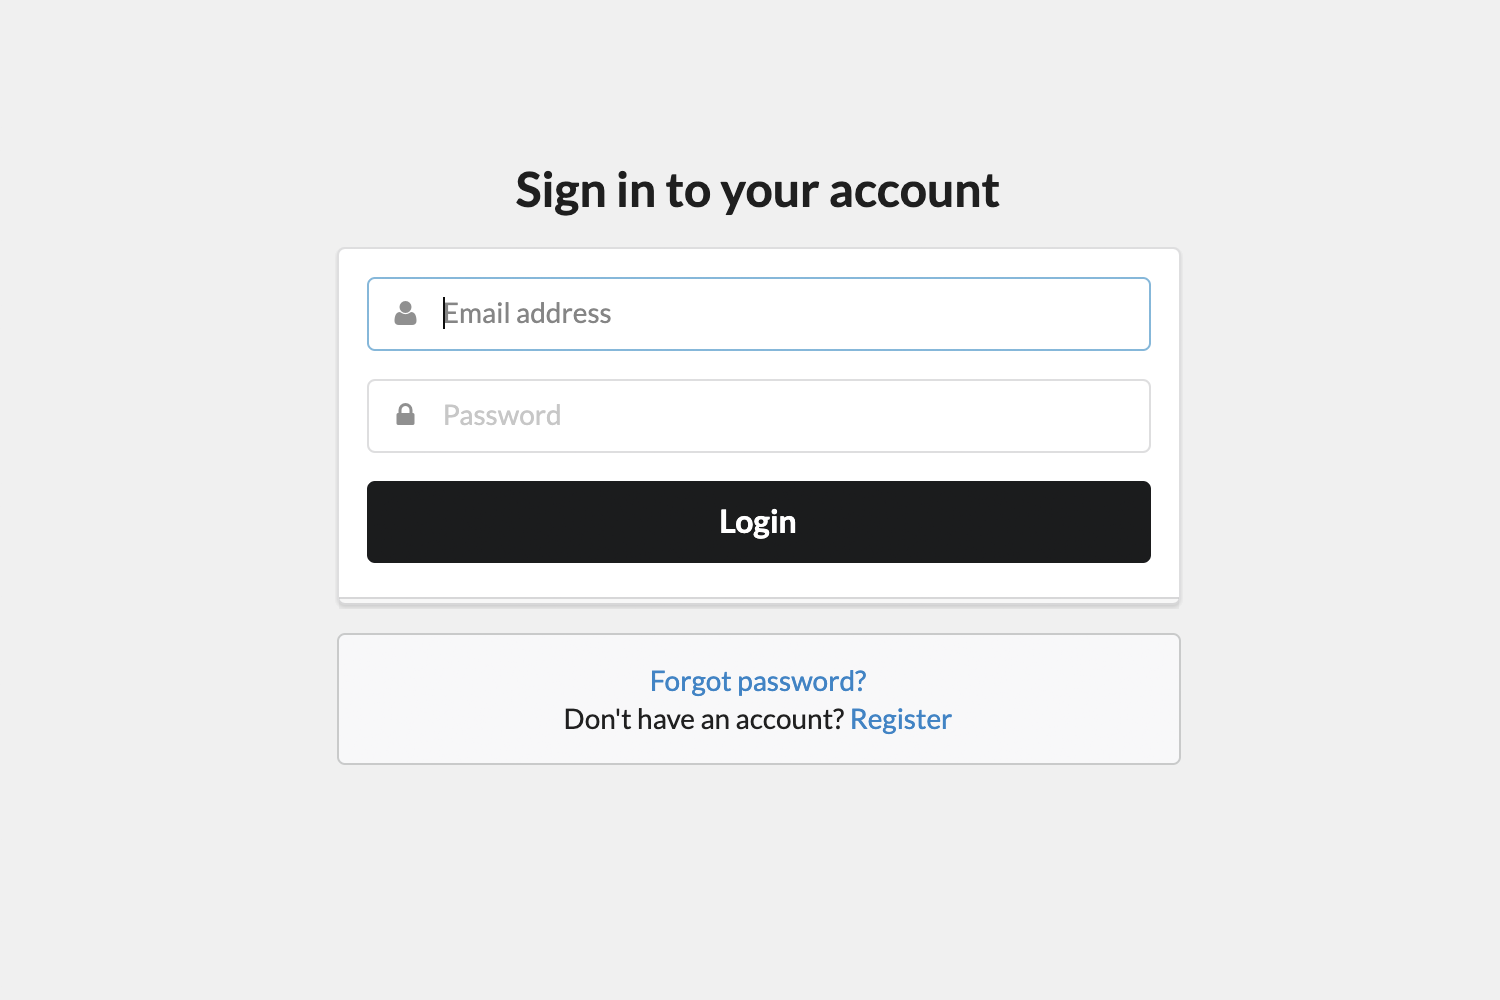 Sign in to your account
Email address
Password
Login
Forgot password?
Don't have an account? Register